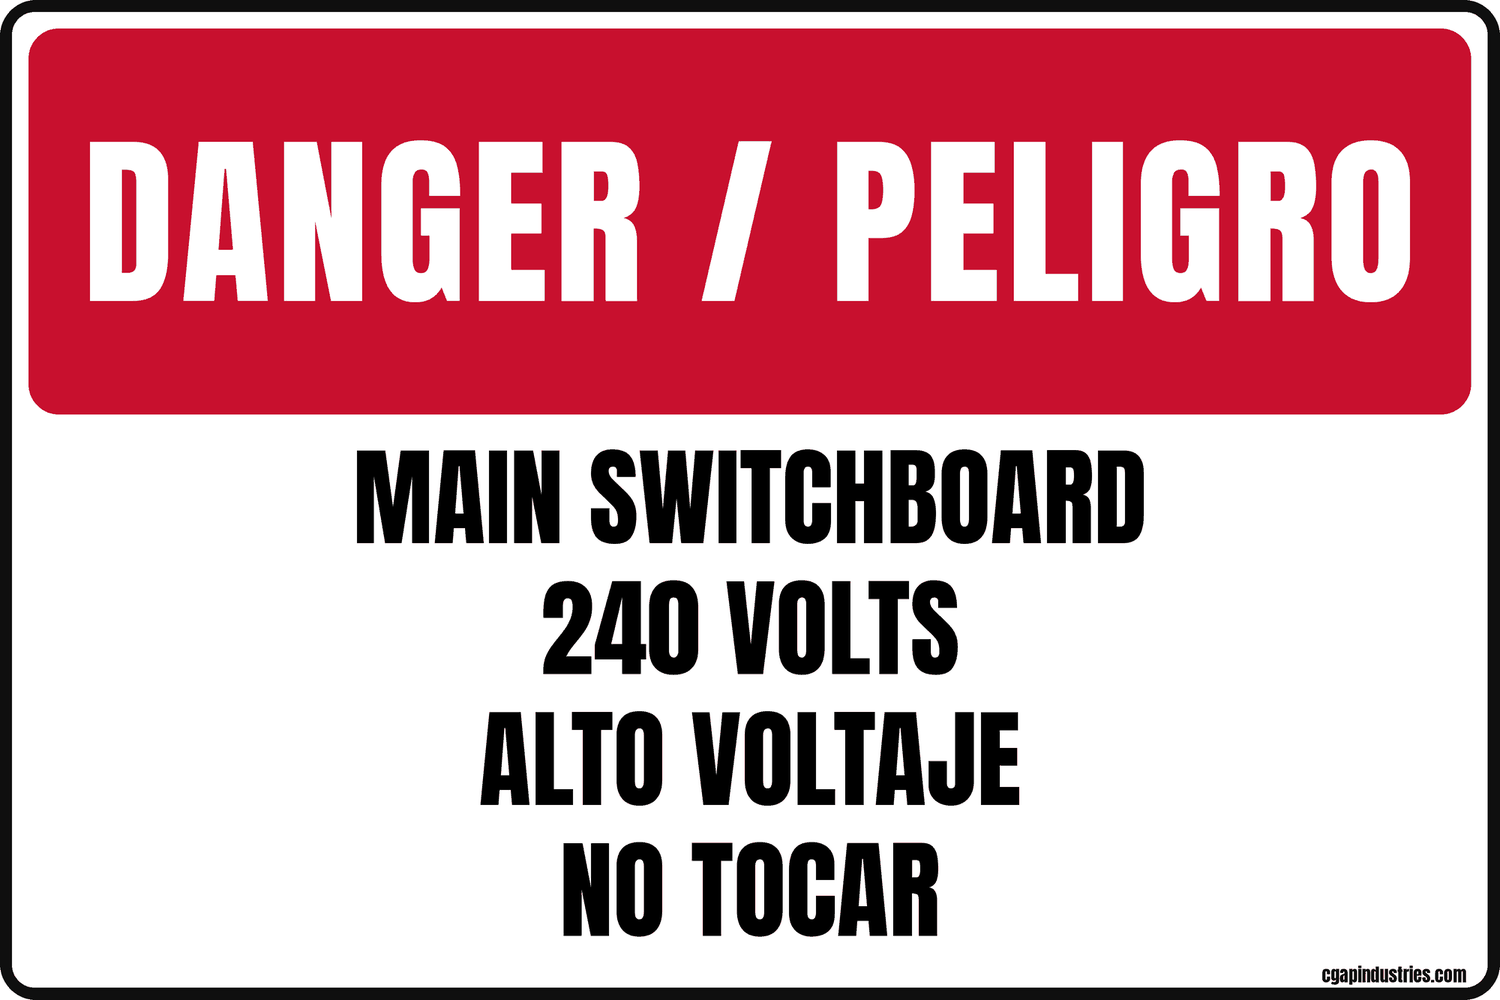 DANGER / PELIGRO
MAIN SWITCHBOARD
240 VOLTS
ALTO VOLTAJE
NO TOCAR
cgapindustries.com